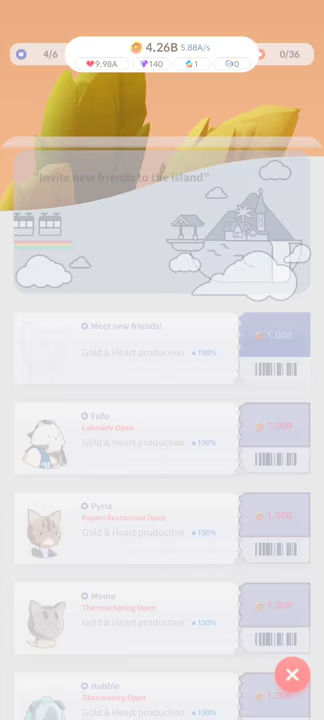 4/6
4.26B 5.88A/s
0/36
9.98A 140 1 0
"Invite new friends to the island"
Meet new friends!
Gold & Heart production ▲150%
1.00B
Fufu
Lakeside Open
Gold & Heart production ▲150%
1.00B
Pyria
Popori Restaurant Open
Gold & Heart production ▲150%
1.00B
Momo
Thermal Spring Open
Gold & Heart production ▲150%
1.00B
Hubble
Observatory Open
Gold & Heart production ▲150%
1.00B